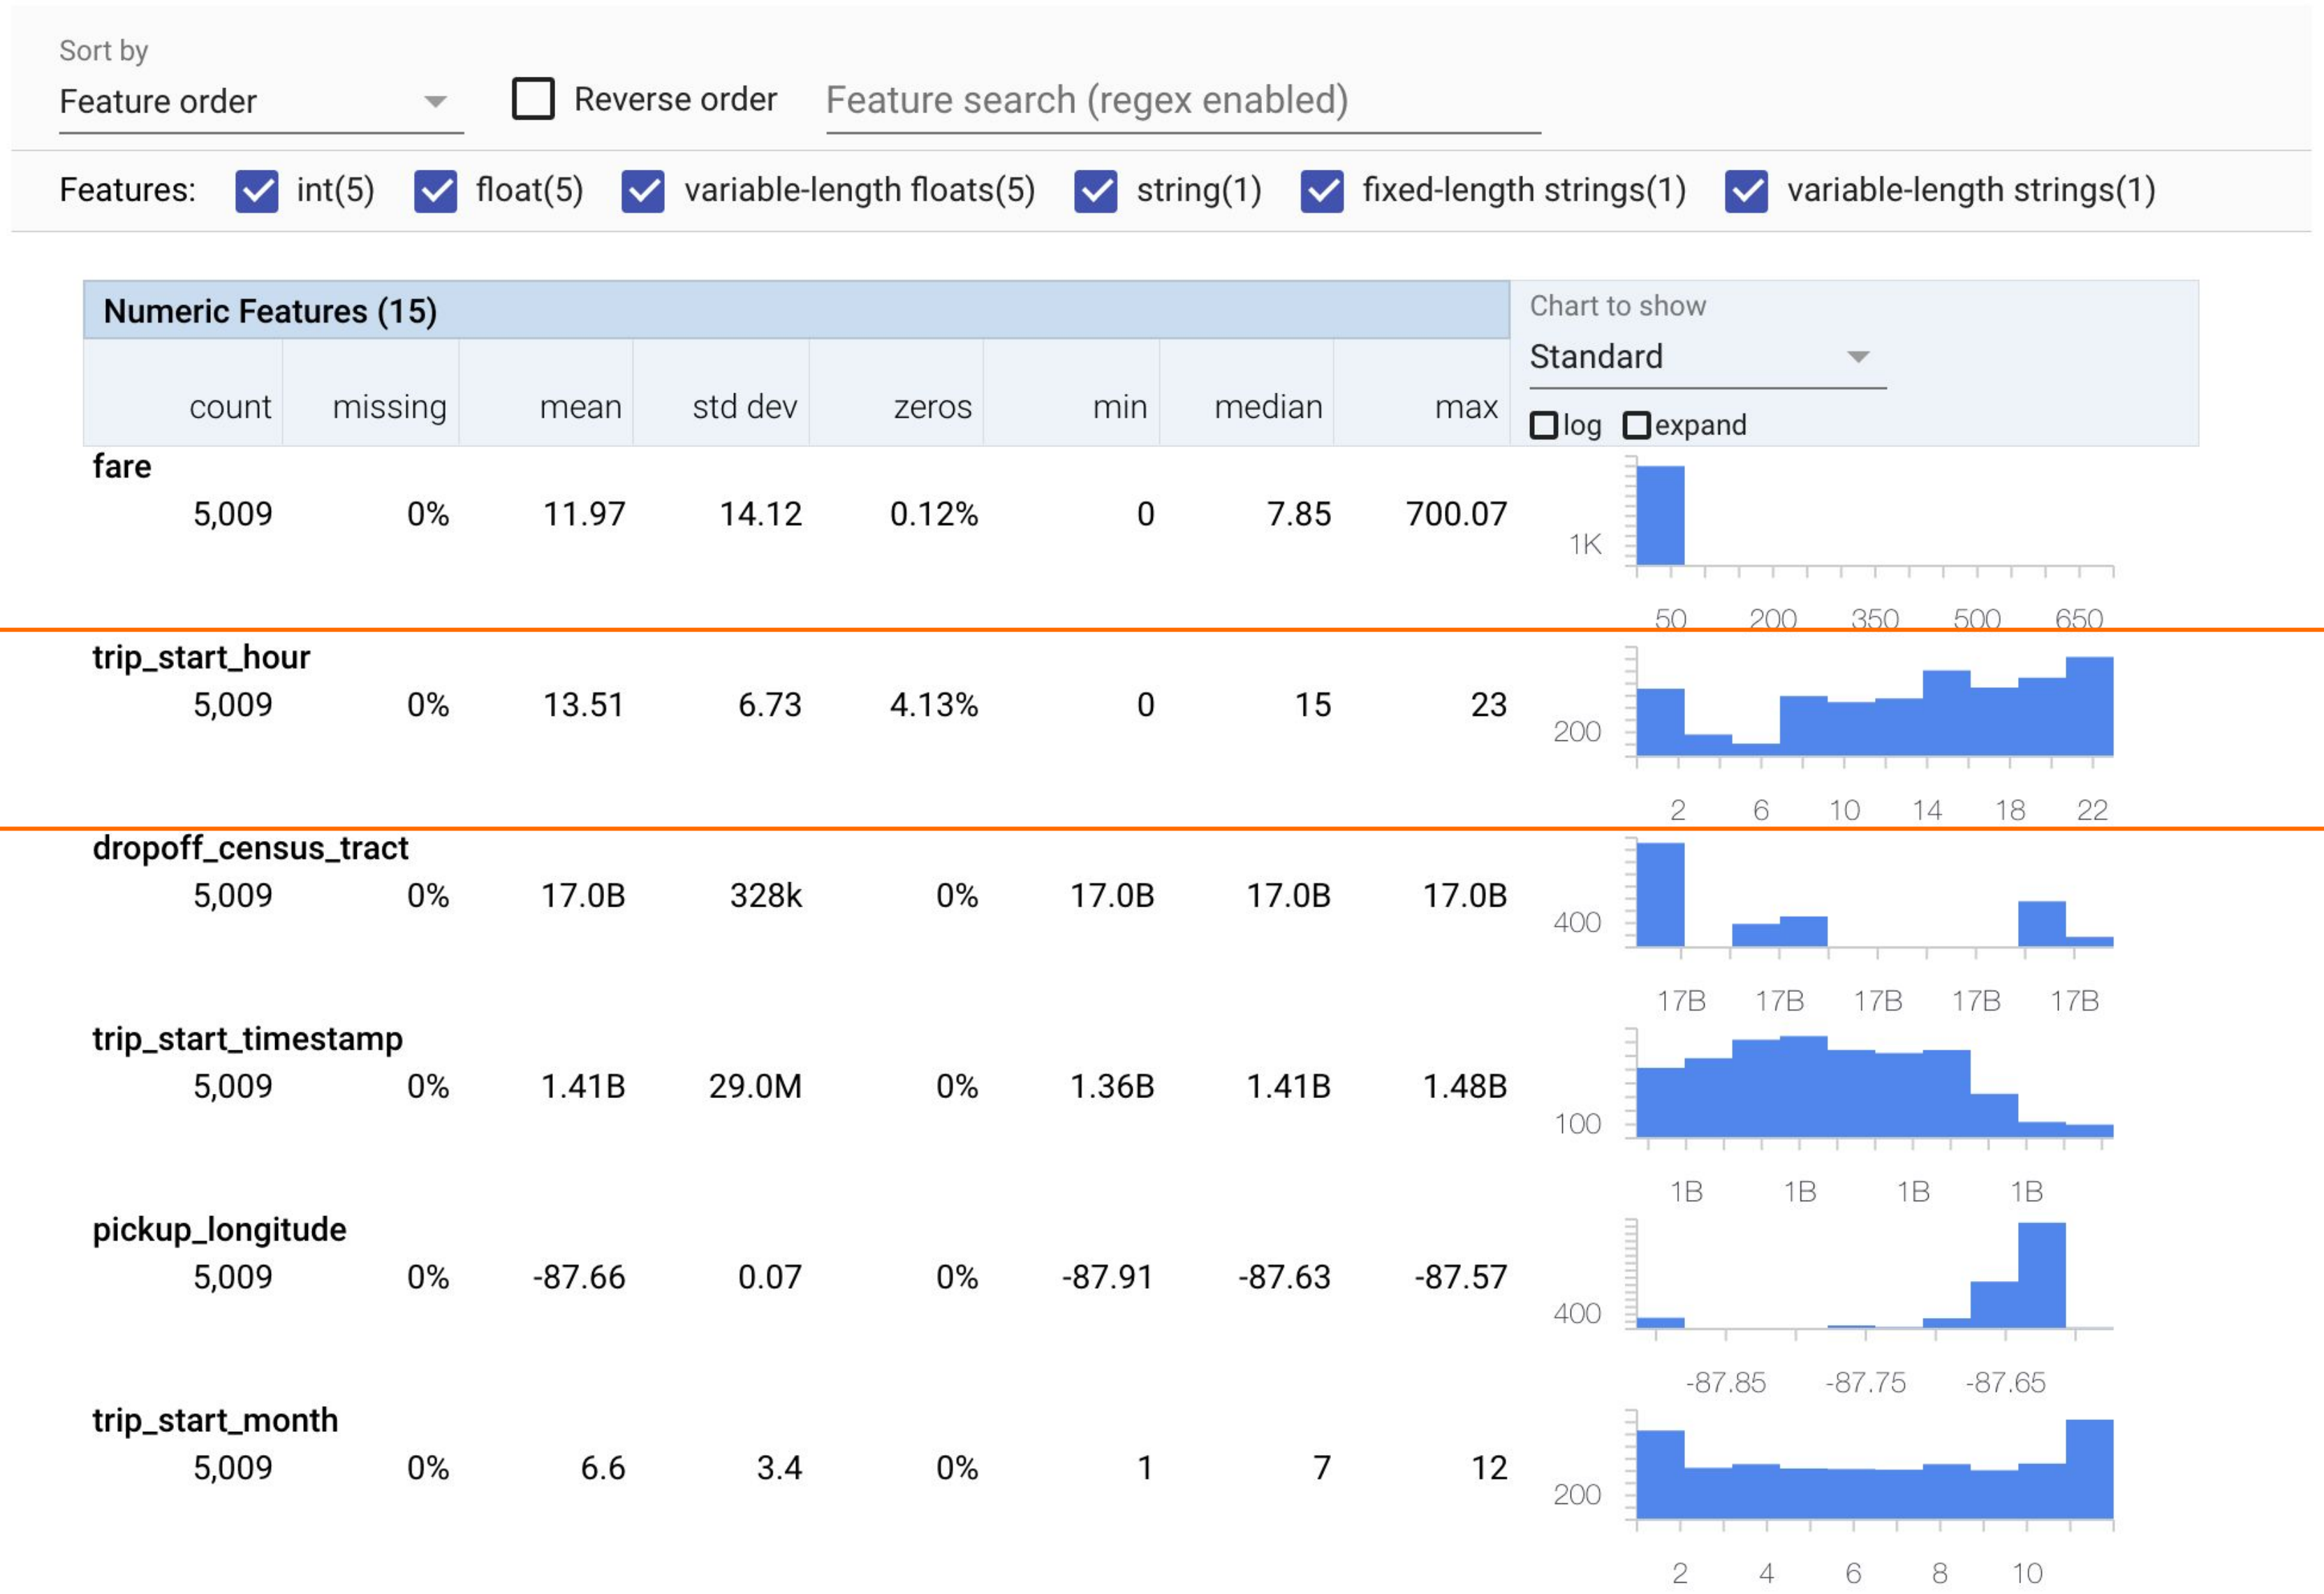 Sort by
Feature order Reverse order Feature search (regex enabled)
Features: int(5) float(5) variable-length floats(5) string(1) fixed-length strings(1) variable-length strings(1)
Numeric Features (15) Chart to show
Standard
count missing mean std dev zeros min median max
log expand
fare
5,009 0% 11.97 14.12 0.12% 0 7.85 700.07
1K
50 200 350 500 650
trip_start_hour
5,009 0% 13.51 6.73 4.13% 0 15 23
200
2 6 10 14 18 22
dropoff_census_tract
5,009 0% 17.0B 328k 0% 17.0B 17.0B 17.0B
400
17B 17B 17B 17B 17B
trip_start_timestamp
5,009 0% 1.41B 29.0M 0% 1.36B 1.41B 1.48B
100
1B 1B 1B 1B
pickup_longitude
5,009 0% -87.66 0.07 0% -87.91 -87.63 -87.57
400
-87.85 -87.75 -87.65
trip_start_month
5,009 0% 6.6 3.4 0% 1 7 12
200
2 4 6 8 10